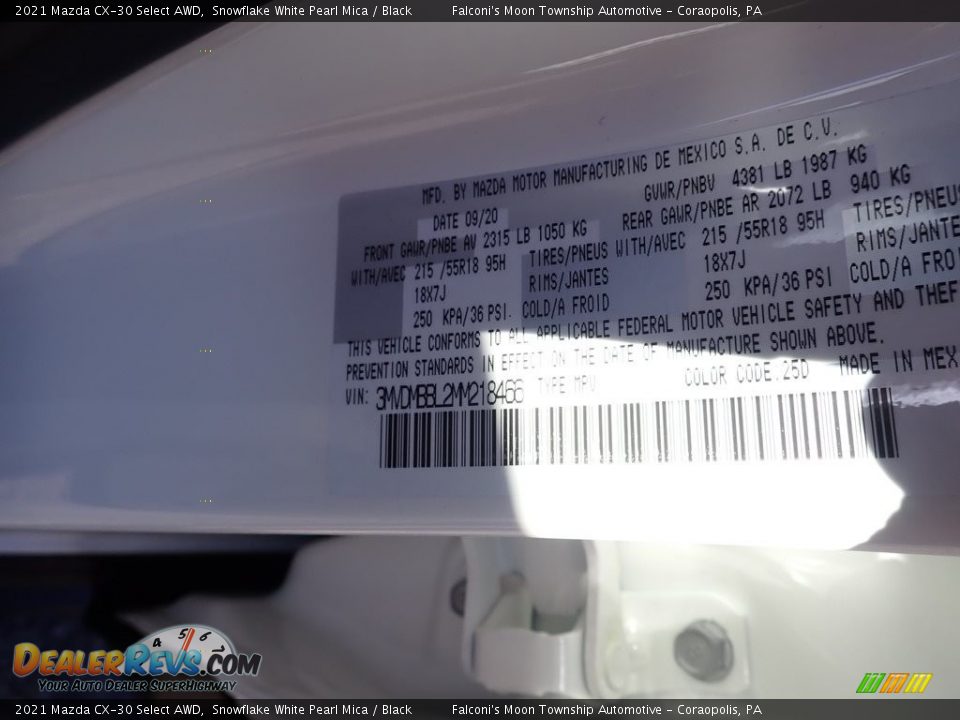 2021 Mazda CX-30 Select AWD, Snowflake White Pearl Mica / Black Falconi's Moon Township Automotive - Coraopolis, PA
MFD. BY MAZDA MOTOR MANUFACTURING DE MEXICO S.A. DE C.V.
DATE 09/20 GVWR/PNBV 4381 LB 1987 KG
FRONT GAWR/PNBE AV 2315 LB 1050 KG REAR GAWR/PNBE AR 2072 LB 940 KG
WITH/AVEC 215 /55R18 95H TIRES/PNEUS WITH/AVEC 215 /55R18 95H TIRES/PNEUS
18X7J RIMS/JANTES 18X7J RIMS/JANTE
250 KPA/36 PSI. COLD/A FROID 250 KPA/36 PSI COLD/A FRO
THIS VEHICLE CONFORMS TO ALL APPLICABLE FEDERAL MOTOR VEHICLE SAFETY AND THEF
PREVENTION STANDARDS IN EFFECT ON THE DATE OF MANUFACTURE SHOWN ABOVE.
VIN: 3MVDMBBL2MM218466 TYPE MPV COLOR CODE:25D MADE IN MEX
4 5 6 7
DEALERREVS.COM
YOUR AUTO DEALER SUPERHIGHWAY
2021 Mazda CX-30 Select AWD, Snowflake White Pearl Mica / Black Falconi's Moon Township Automotive - Coraopolis, PA